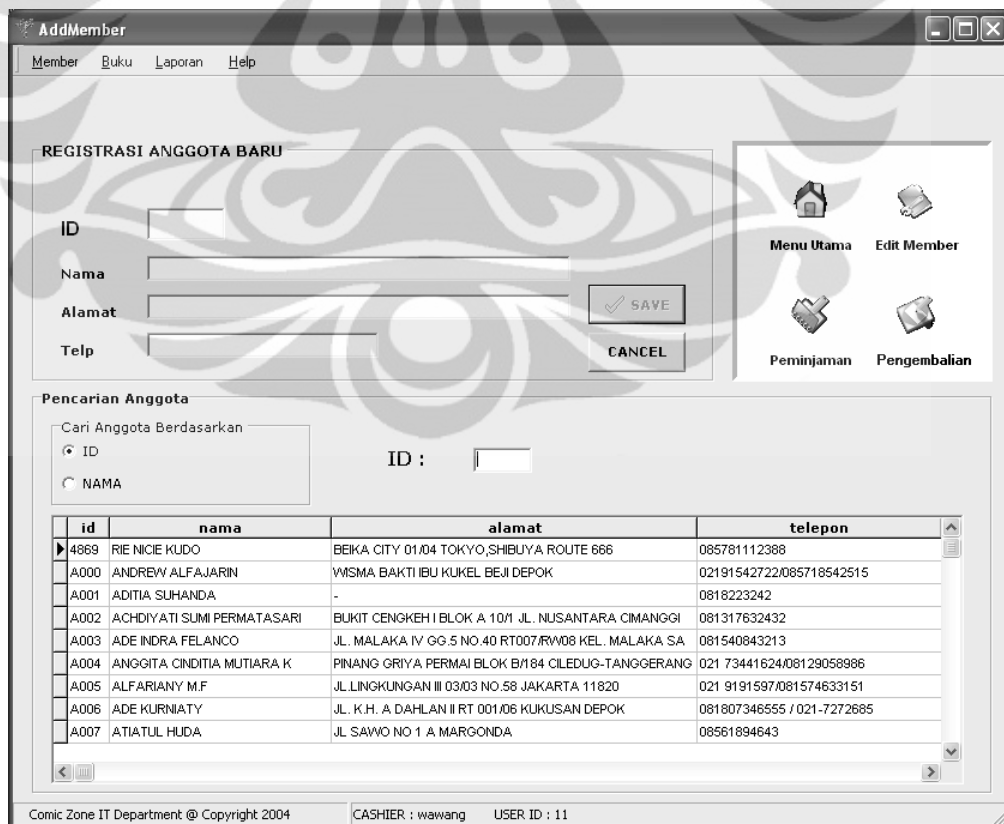 AddMember
Member Buku Laporan Help
REGISTRASI ANGGOTA BARU
ID
Nama
Alamat
Telp
SAVE
CANCEL
Menu Utama Edit Member
Peminjaman Pengembalian
Pencarian Anggota
Cari Anggota Berdasarkan
ID
NAMA
ID :
id nama alamat telepon
4869 RIE NICIE KUDO BEIKA CITY 01/04 TOKYO,SHIBUYA ROUTE 666 085781112388
A000 ANDREW ALFAJARIN WISMA BAKTI IBU KUKEL BEJI DEPOK 02191542722/085718542515
A001 ADITIA SUHANDA - 0818223242
A002 ACHDIYATI SUMI PERMATASARI BUKIT CENGKEH I BLOK A 10/1 JL. NUSANTARA CIMANGGI 081317632432
A003 ADE INDRA FELANCO JL. MALAKA IV GG.5 NO.40 RT007/RW08 KEL. MALAKA SA 081540843213
A004 ANGGITA CINDITIA MUTIARA K PINANG GRIYA PERMAI BLOK B/184 CILEDUG-TANGGERANG 021 73441624/08129058986
A005 ALFARIANY M.F JL.LINGKUNGAN III 03/03 NO.58 JAKARTA 11820 021 9191597/081574633151
A006 ADE KURNIATY JL. K.H. A DAHLAN II RT 001/06 KUKUSAN DEPOK 081807346555 / 021-7272685
A007 ATIATUL HUDA JL SAWO NO 1 A MARGONDA 08561894643
Comic Zone IT Department @ Copyright 2004 CASHIER : wawang USER ID : 11